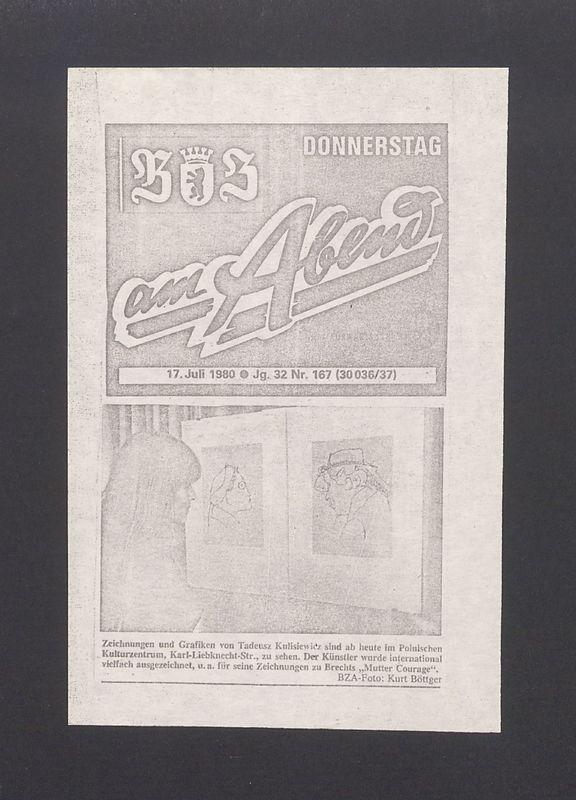 DONNERSTAG
BZ
am Abend
17. Juli 1980 ● Jg. 32 Nr. 167 (30 036/37)
Zeichnungen und Grafiken von Tadeusz Kulisiewicz sind ab heute im Polnischen
Kulturzentrum, Karl-Liebknecht-Str., zu sehen. Der Künstler wurde international
vielfach ausgezeichnet, u. a. für seine Zeichnungen zu Brechts „Mutter Courage".
BZA-Foto: Kurt Böttger